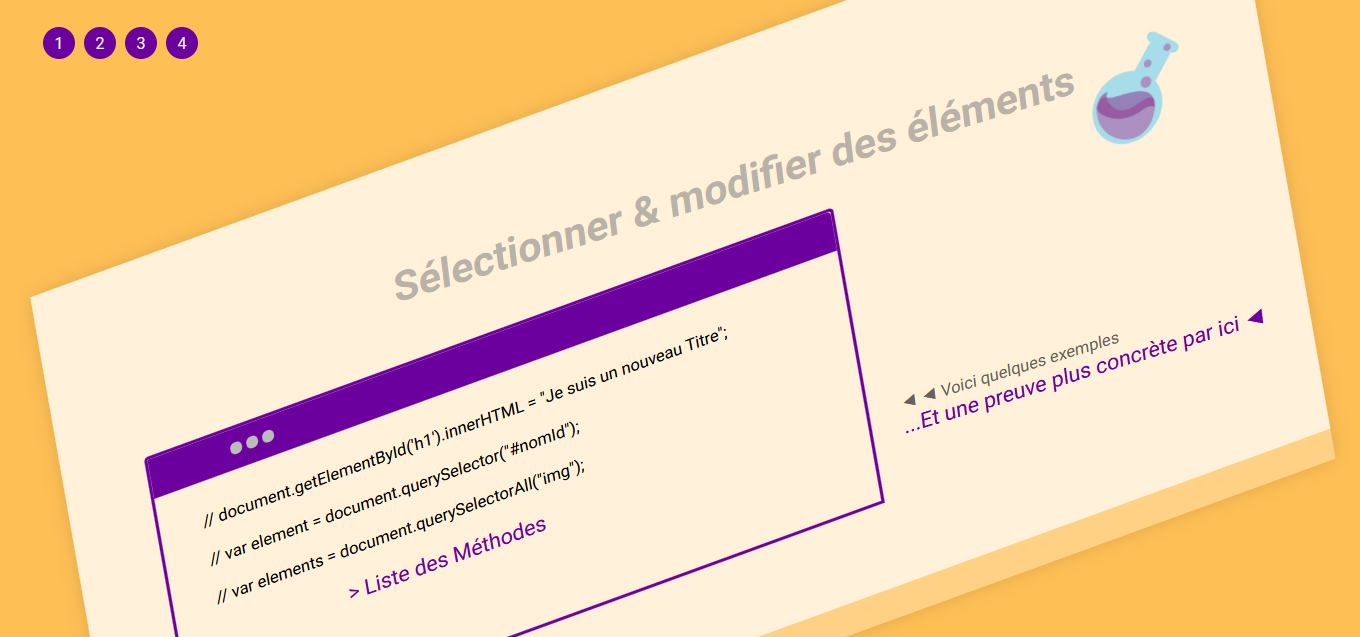 1 2 3 4
Sélectionner & modifier des éléments
// document.getElementById('h1').innerHTML = "Je suis un nouveau Titre";
// var element = document.querySelector("#nomId");
// var elements = document.querySelectorAll("img");
> Liste des Méthodes
◄ ◄ Voici quelques exemples
...Et une preuve plus concrète par ici ◄